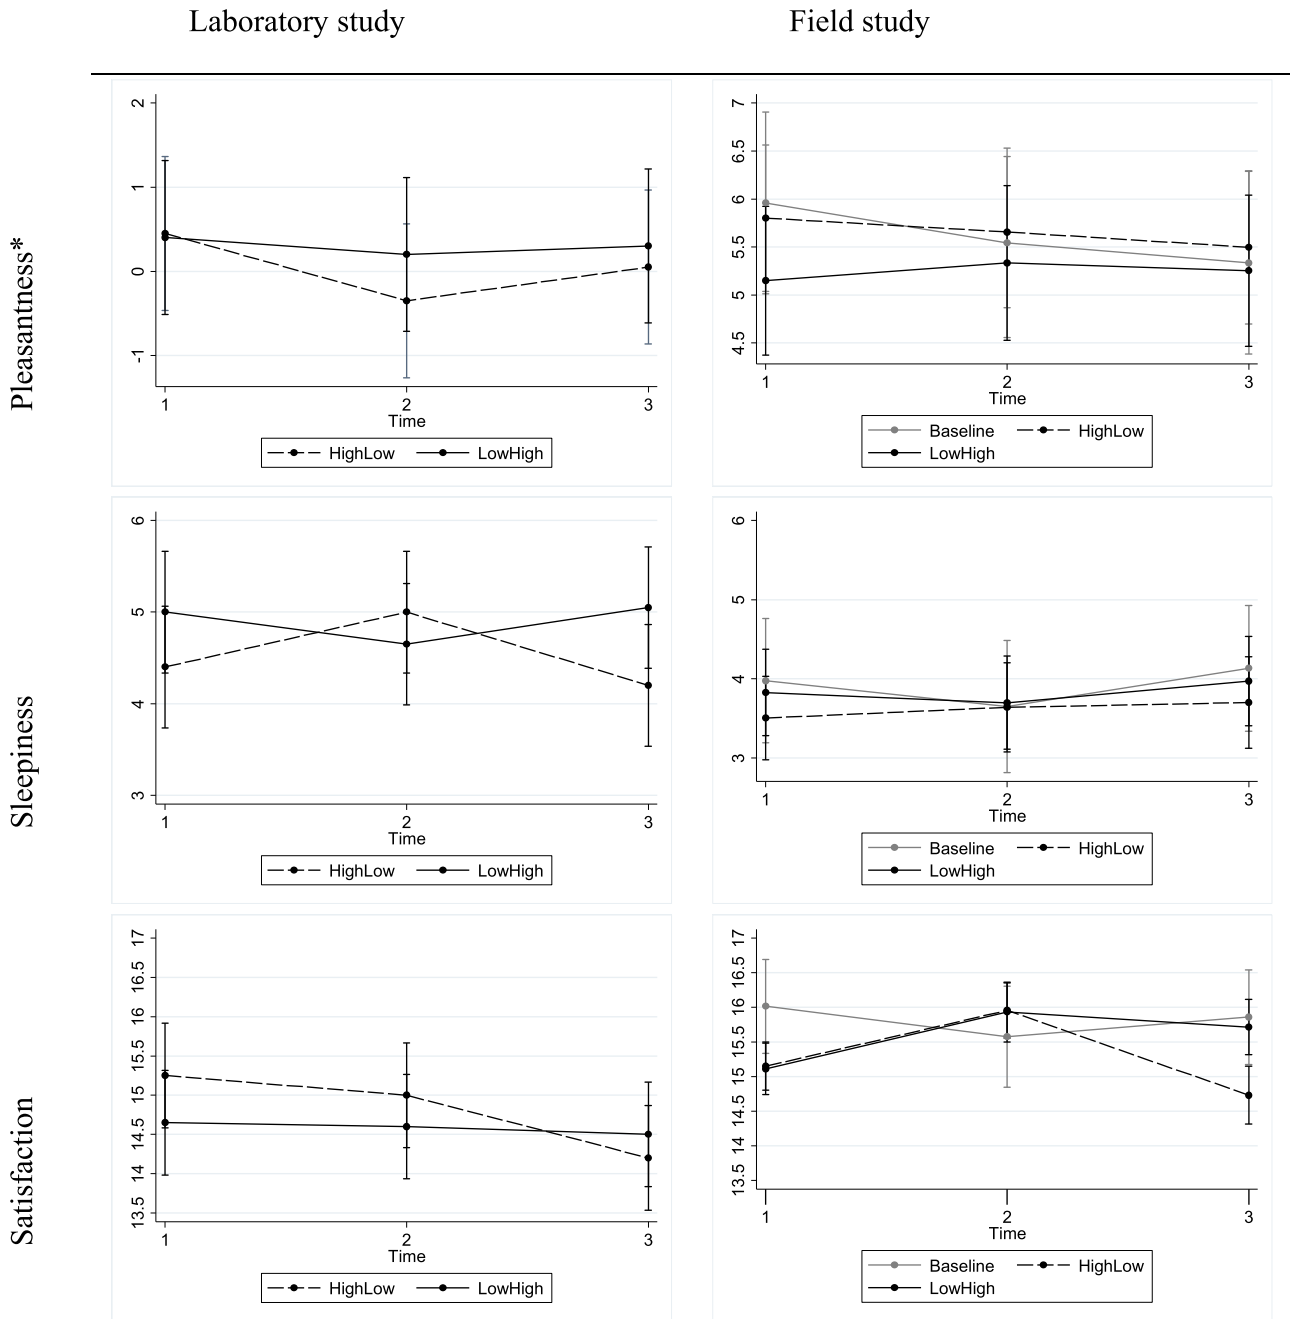 Laboratory study
Field study
Pleasantness*
2
1
0
-1
1
2
3
Time
HighLow
LowHigh
7
6.5
6
5.5
5
4.5
1
2
3
Time
Baseline
HighLow
LowHigh
Sleepiness
6
5
4
3
1
2
3
Time
HighLow
LowHigh
6
5
4
3
1
2
3
Time
Baseline
HighLow
LowHigh
Satisfaction
17
16.5
16
15.5
15
14.5
14
13.5
1
2
3
Time
HighLow
LowHigh
17
16.5
16
15.5
15
14.5
14
13.5
1
2
3
Time
Baseline
HighLow
LowHigh